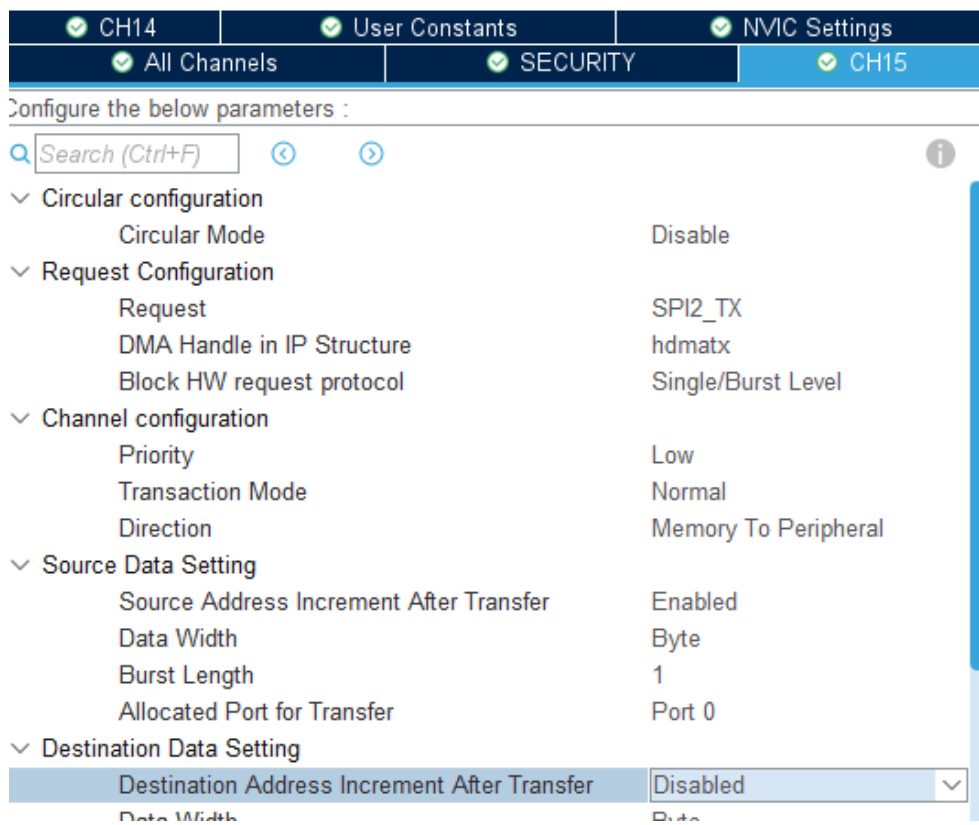 CH14 User Constants NVIC Settings
All Channels SECURITY CH15
Configure the below parameters :
Search (Ctrl+F)
Circular configuration
Circular Mode Disable
Request Configuration
Request SPI2_TX
DMA Handle in IP Structure hdmatx
Block HW request protocol Single/Burst Level
Channel configuration
Priority Low
Transaction Mode Normal
Direction Memory To Peripheral
Source Data Setting
Source Address Increment After Transfer Enabled
Data Width Byte
Burst Length 1
Allocated Port for Transfer Port 0
Destination Data Setting
Destination Address Increment After Transfer Disabled
Data Width Byte